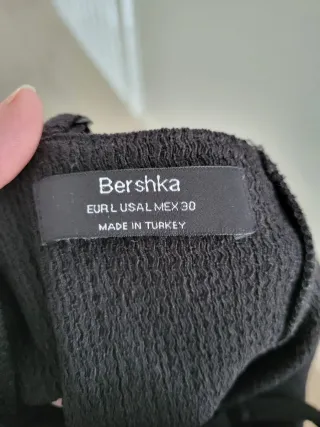 Bershka
EUR L USA L MEX 30
MADE IN TURKEY